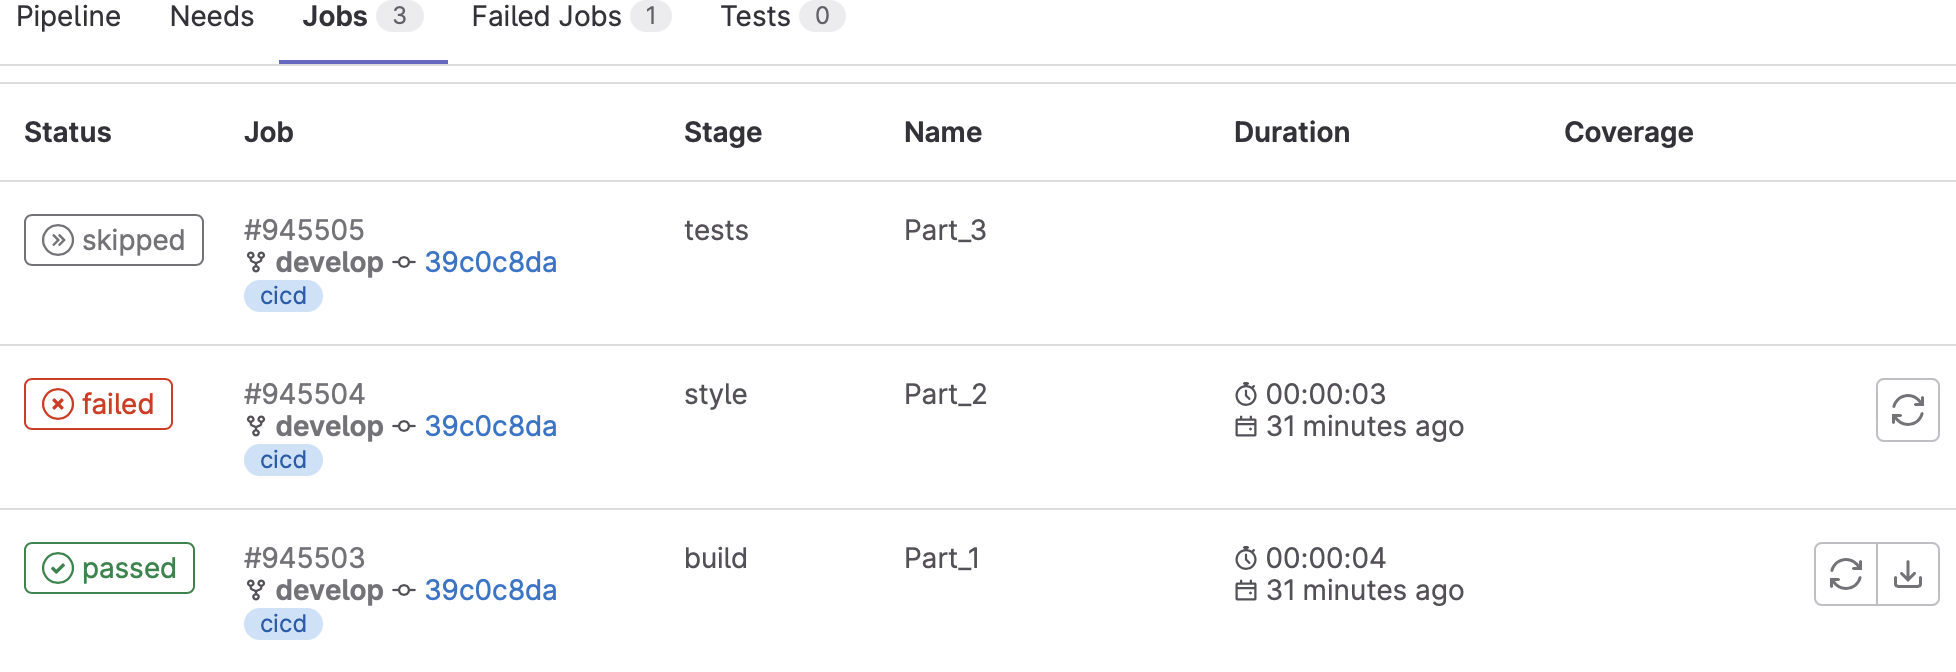 Pipeline Needs Jobs 3 Failed Jobs 1 Tests 0
Status Job Stage Name Duration Coverage
skipped #945505 tests Part_3
develop 39c0c8da
cicd
failed #945504 style Part_2 00:00:03
develop 39c0c8da 31 minutes ago
cicd
passed #945503 build Part_1 00:00:04
develop 39c0c8da 31 minutes ago
cicd